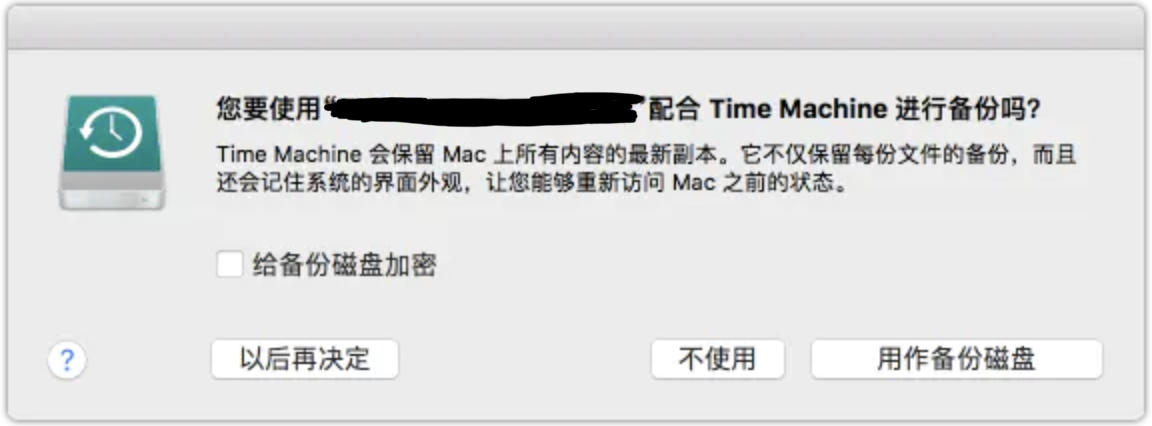 您要使用“ ”配合 Time Machine 进行备份吗？
Time Machine 会保留 Mac 上所有内容的最新副本。它不仅保留每份文件的备份，而且
还会记住系统的界面外观，让您能够重新访问 Mac 之前的状态。
给备份磁盘加密
?
以后再决定
不使用
用作备份磁盘